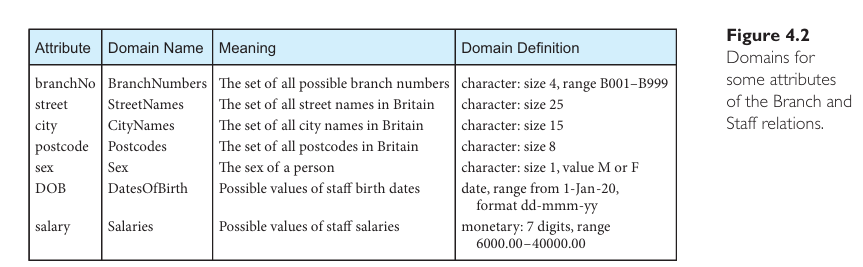 Attribute Domain Name Meaning Domain Definition
branchNo BranchNumbers The set of all possible branch numbers character: size 4, range B001–B999
street StreetNames The set of all street names in Britain character: size 25
city CityNames The set of all city names in Britain character: size 15
postcode Postcodes The set of all postcodes in Britain character: size 8
sex Sex The sex of a person character: size 1, value M or F
DOB DatesOfBirth Possible values of staff birth dates date, range from 1-Jan-20,
format dd-mmm-yy
salary Salaries Possible values of staff salaries monetary: 7 digits, range
6000.00–40000.00
Figure 4.2
Domains for
some attributes
of the Branch and
Staff relations.